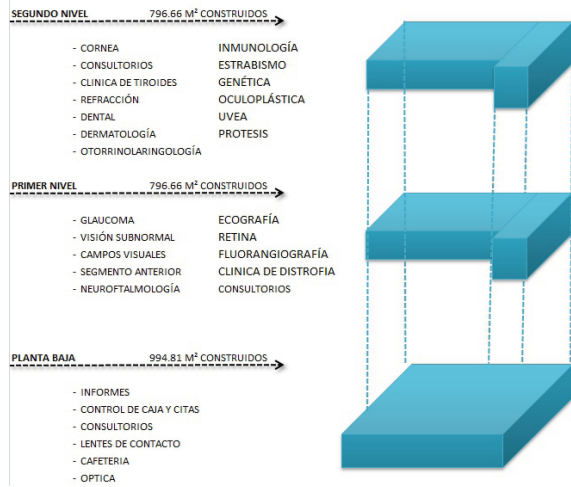 SEGUNDO NIVEL 796.66 M² CONSTRUIDOS
- CORNEA INMUNOLOGÍA
- CONSULTORIOS ESTRABISMO
- CLINICA DE TIROIDES GENÉTICA
- REFRACCIÓN OCULOPLÁSTICA
- DENTAL UVEA
- DERMATOLOGÍA PROTESIS
- OTORRINOLARINGOLOGÍA
PRIMER NIVEL 796.66 M² CONSTRUIDOS
- GLAUCOMA ECOGRAFÍA
- VISIÓN SUBNORMAL RETINA
- CAMPOS VISUALES FLUORANGIOGRAFÍA
- SEGMENTO ANTERIOR CLINICA DE DISTROFIA
- NEUROFTALMOLOGÍA CONSULTORIOS
PLANTA BAJA 994.81 M² CONSTRUIDOS
- INFORMES
- CONTROL DE CAJA Y CITAS
- CONSULTORIOS
- LENTES DE CONTACTO
- CAFETERIA
- OPTICA